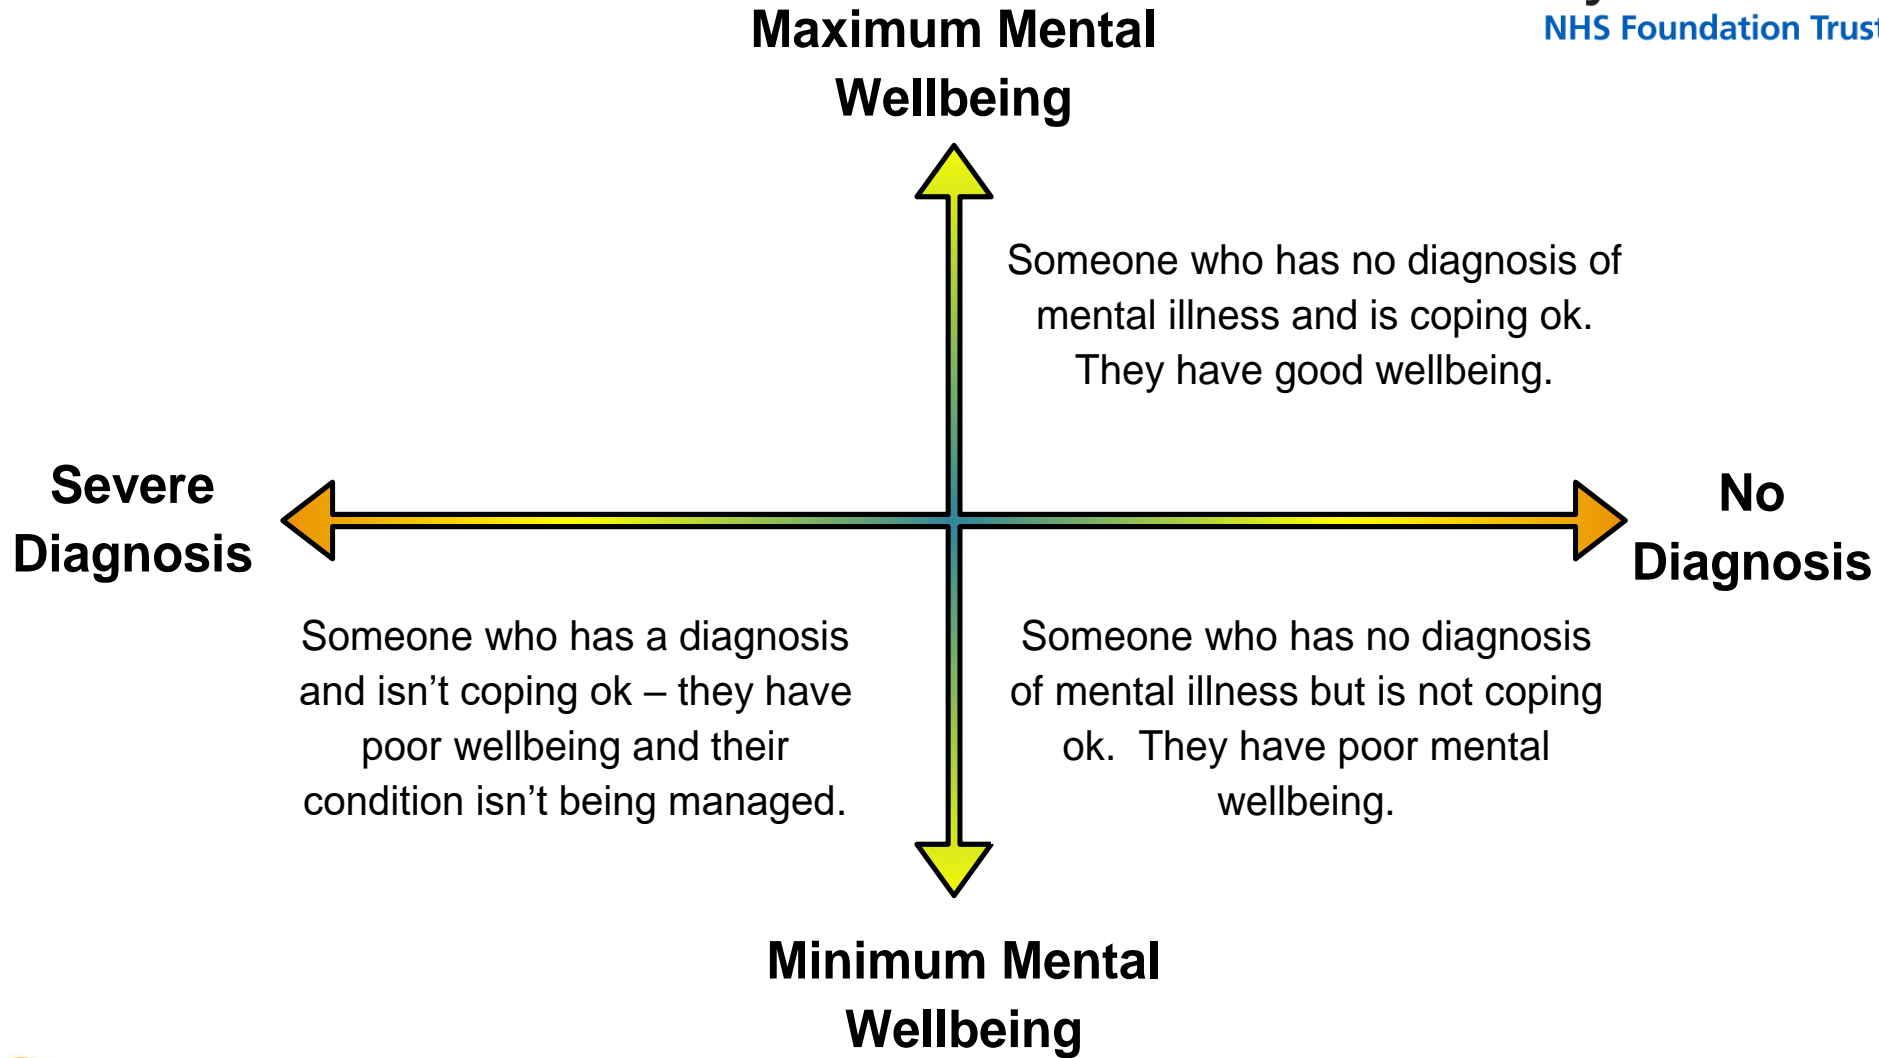 NHS Foundation Trust
Maximum Mental
Wellbeing
Someone who has no diagnosis of
mental illness and is coping ok.
They have good wellbeing.
Severe
Diagnosis
No
Diagnosis
Someone who has a diagnosis
and isn't coping ok – they have
poor wellbeing and their
condition isn't being managed.
Someone who has no diagnosis
of mental illness but is not coping
ok.  They have poor mental
wellbeing.
Minimum Mental
Wellbeing